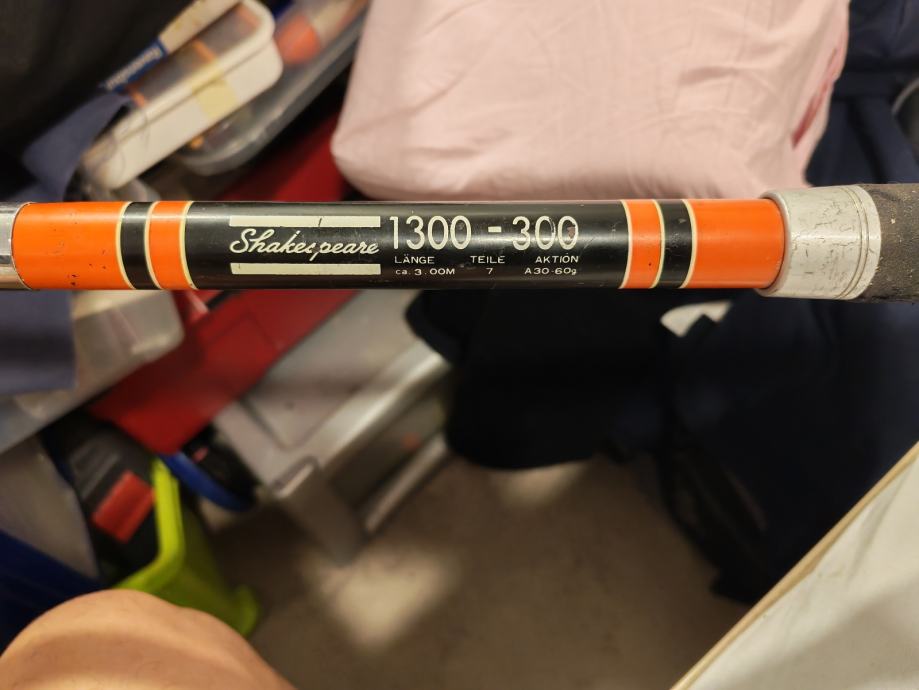 Shakespeare 1300 - 300
LÄNGE TEILE AKTION
ca. 3.00M 7 A30-60g